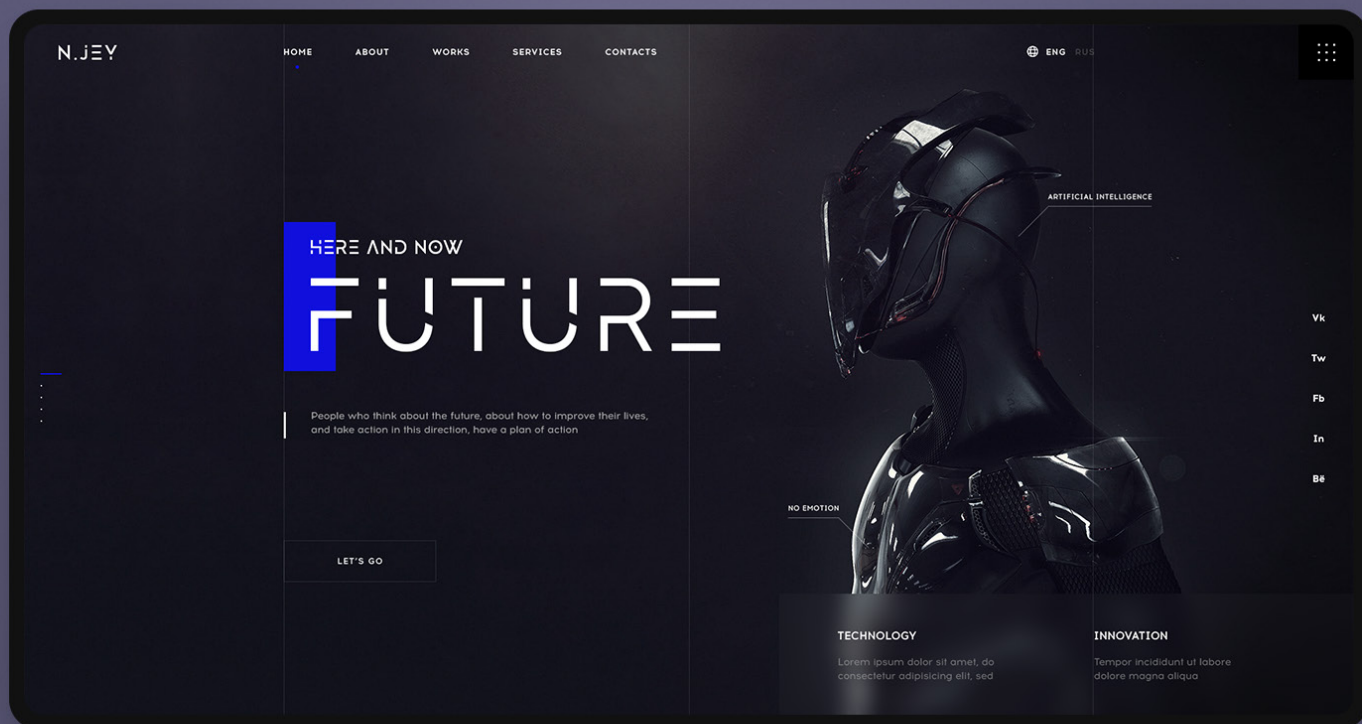 N.JEY
HOME ABOUT WORKS SERVICES CONTACTS
ENG RUS
ARTIFICIAL INTELLIGENCE
HERE AND NOW
FUTURE
People who think about the future, about how to improve their lives,
and take action in this direction, have a plan of action
LET'S GO
NO EMOTION
Vk
Tw
Fb
In
Bē
TECHNOLOGY
Lorem ipsum dolor sit amet, do
consectetur adipisicing elit, sed
INNOVATION
Tempor incididunt ut labore
dolore magna aliqua